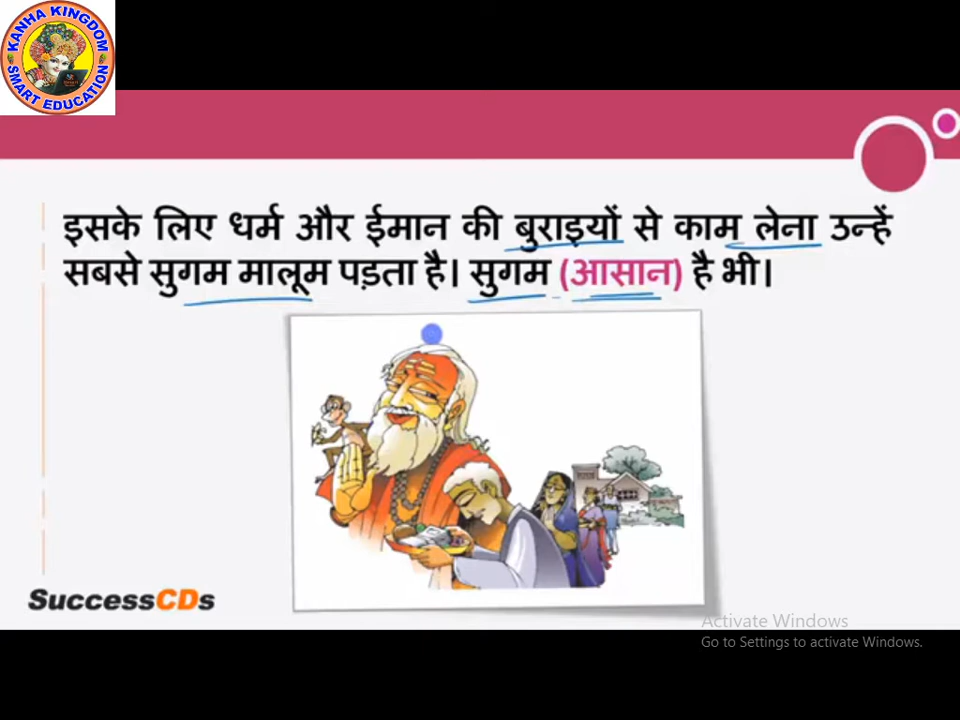 KANHA KINGDOM
SMART EDUCATION
इसके लिए धर्म और ईमान की बुराइयों से काम लेना उन्हें
सबसे सुगम मालूम पड़ता है। सुगम (आसान) है भी।
SuccessCDs
Activate Windows
Go to Settings to activate Windows.